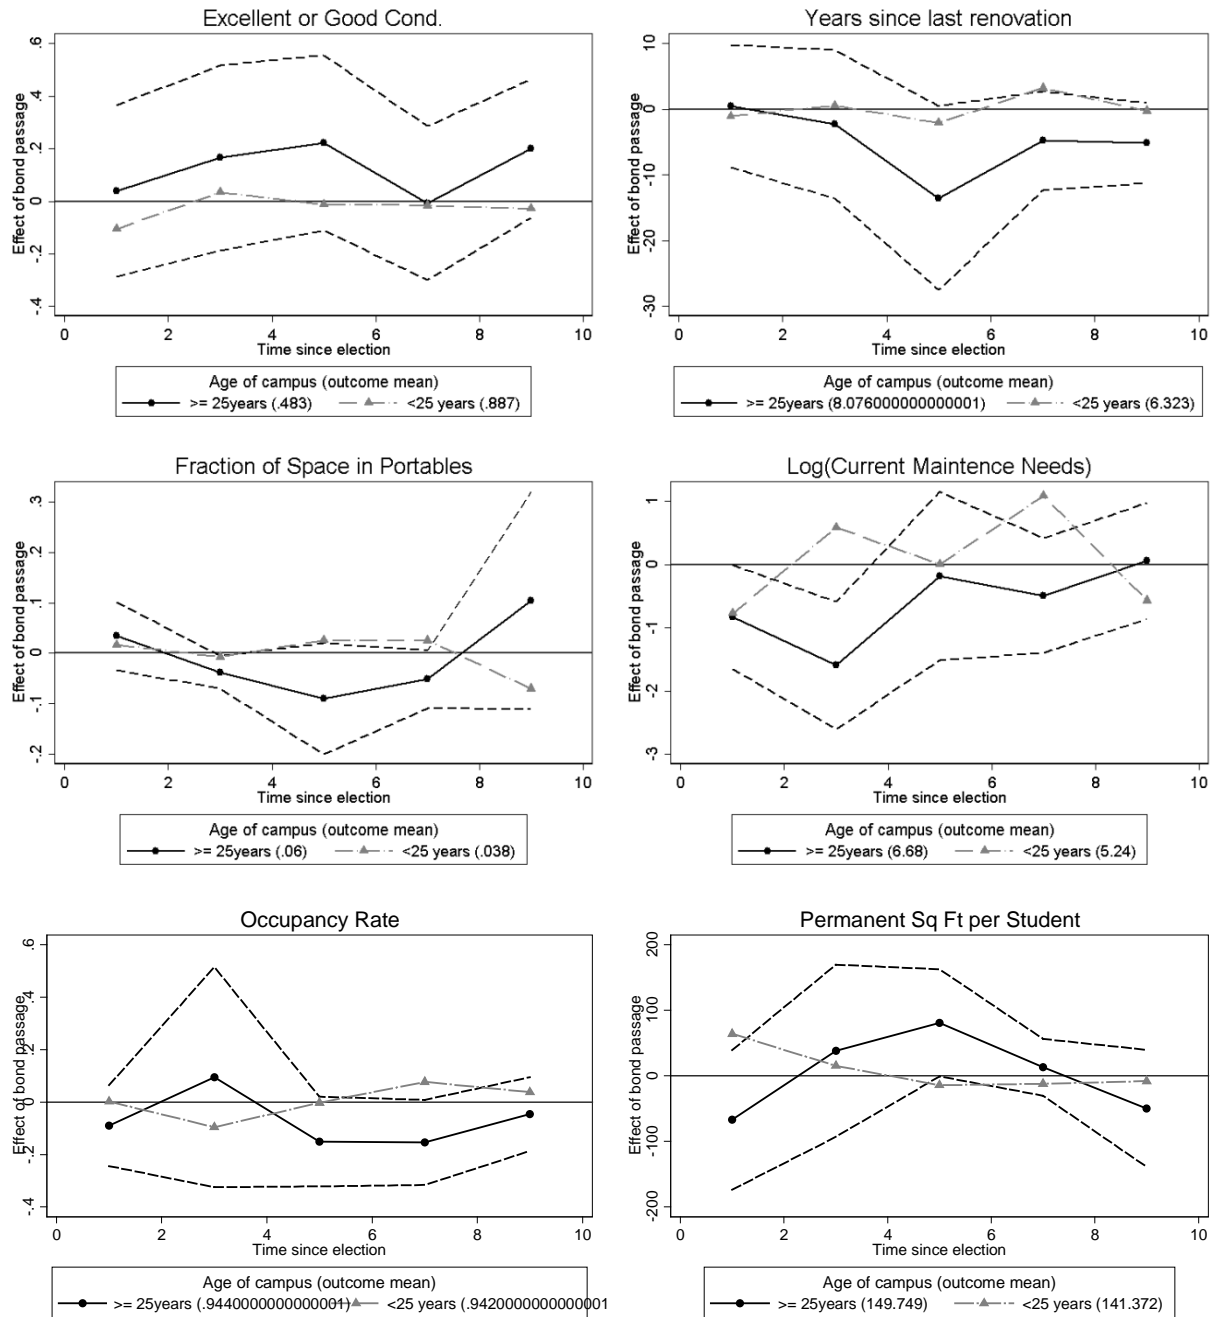 Excellent or Good Cond.
Effect of bond passage
.6
.4
.2
0
-.2
-.4
0 2 4 6 8 10
Time since election
Age of campus (outcome mean)
>= 25years (.483) <25 years (.887)
Years since last renovation
Effect of bond passage
10
0
-10
-20
-30
0 2 4 6 8 10
Time since election
Age of campus (outcome mean)
>= 25years (8.076000000000001) <25 years (6.323)
Fraction of Space in Portables
Effect of bond passage
.3
.2
.1
0
-.1
-.2
0 2 4 6 8 10
Time since election
Age of campus (outcome mean)
>= 25years (.06) <25 years (.038)
Log(Current Maintence Needs)
Effect of bond passage
1
0
-1
-2
-3
0 2 4 6 8 10
Time since election
Age of campus (outcome mean)
>= 25years (6.68) <25 years (5.24)
Occupancy Rate
Effect of bond passage
.6
.4
.2
0
-.2
-.4
0 2 4 6 8 10
Time since election
Age of campus (outcome mean)
>= 25years (.9440000000000001) <25 years (.9420000000000001
Permanent Sq Ft per Student
Effect of bond passage
200
100
0
-100
-200
0 2 4 6 8 10
Time since election
Age of campus (outcome mean)
>= 25years (149.749) <25 years (141.372)